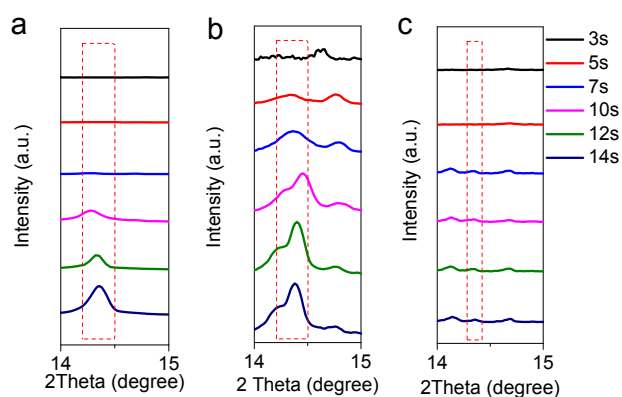 a
b
c
3s
5s
7s
10s
12s
14s
Intensity (a.u.)
Intensity (a.u.)
Intensity (a.u.)
14
15
14
15
14
15
2Theta (degree)
2 Theta (degree)
2Theta (degree)